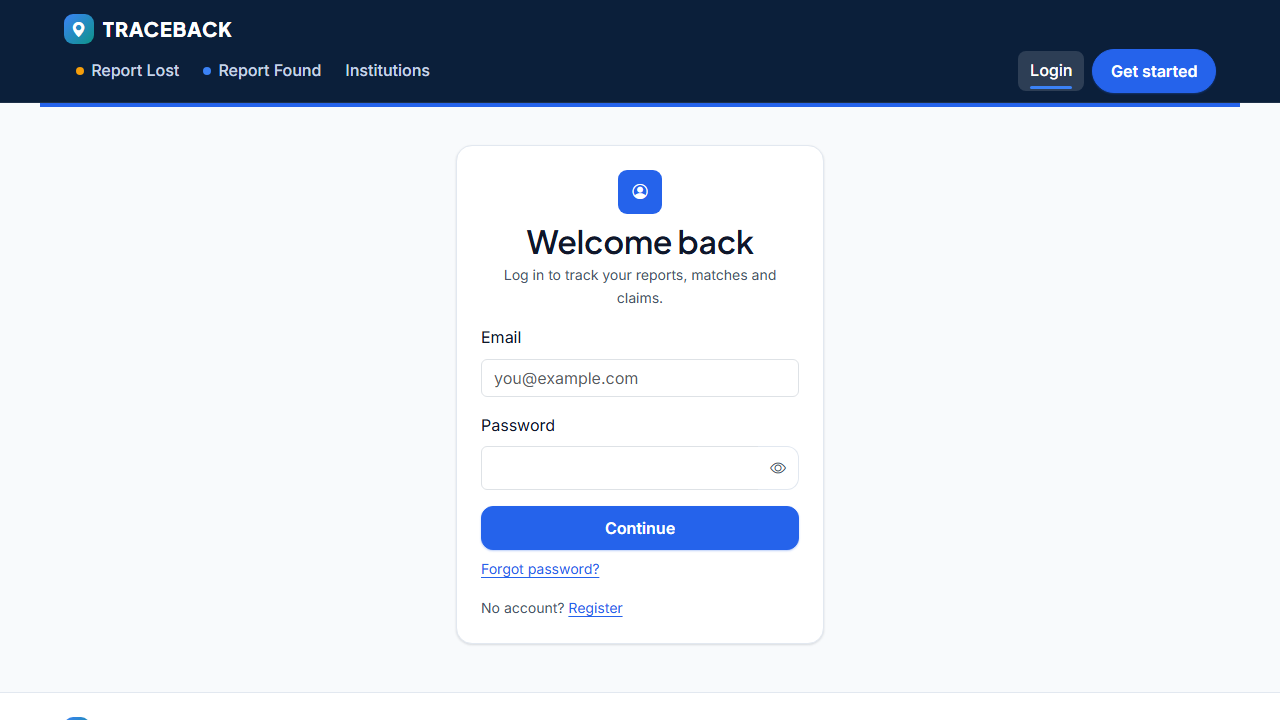 TRACEBACK
Report Lost
Report Found
Institutions
Login
Get started
Welcome back
Log in to track your reports, matches and
claims.
Email
you@example.com
Password
Continue
Forgot password?
No account? Register